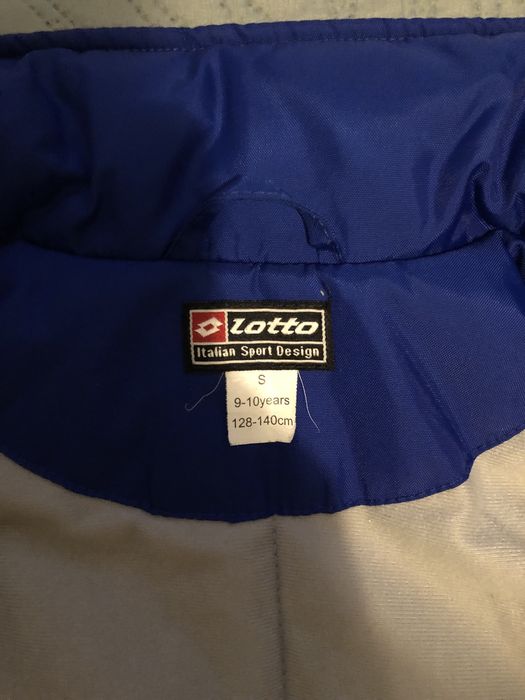 lotto
Italian Sport Design
S
9-10years
128-140cm